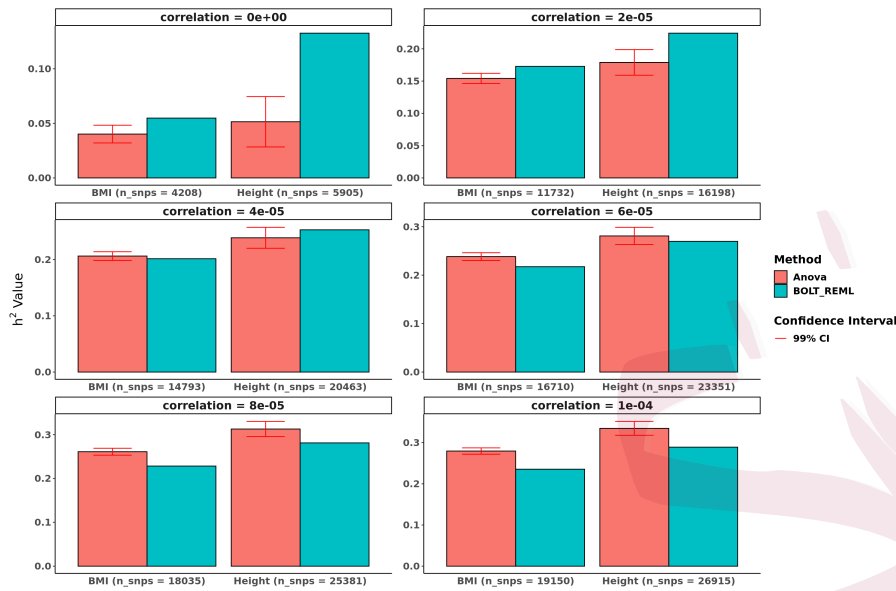 correlation = 0e+00
correlation = 2e-05
0.10
0.05
0.00
0.20
0.15
0.10
0.05
0.00
BMI (n_snps = 4208)
Height (n_snps = 5905)
BMI (n_snps = 11732)
Height (n_snps = 16198)
correlation = 4e-05
correlation = 6e-05
0.2
0.1
0.0
0.3
0.2
0.1
0.0
h² Value
BMI (n_snps = 14793)
Height (n_snps = 20463)
BMI (n_snps = 16710)
Height (n_snps = 23351)
correlation = 8e-05
correlation = 1e-04
0.3
0.2
0.1
0.0
0.3
0.2
0.1
0.0
BMI (n_snps = 18035)
Height (n_snps = 25381)
BMI (n_snps = 19150)
Height (n_snps = 26915)
Method
Anova
BOLT_REML
Confidence Interval
99% CI